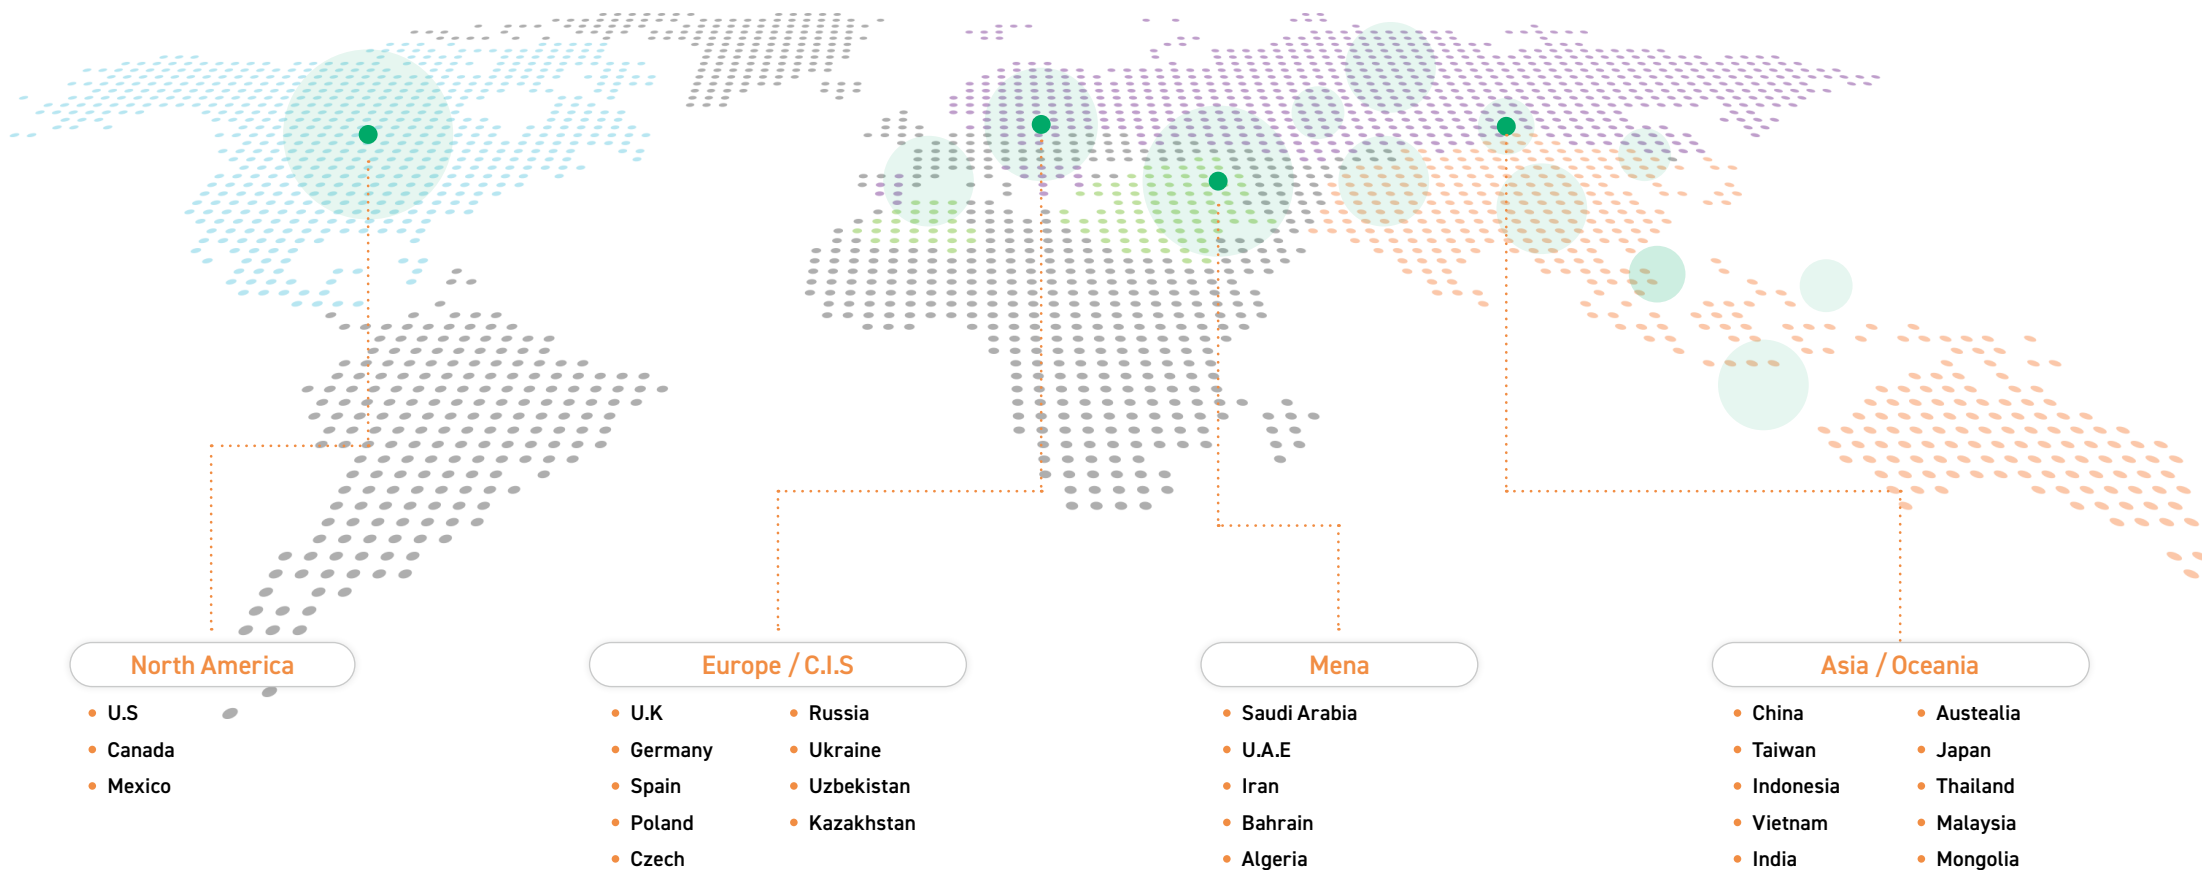 North America
U.S
Canada
Mexico
Europe / C.I.S
U.K
Germany
Spain
Poland
Czech
Russia
Ukraine
Uzbekistan
Kazakhstan
Mena
Saudi Arabia
U.A.E
Iran
Bahrain
Algeria
Asia / Oceania
China
Taiwan
Indonesia
Vietnam
India
Austealia
Japan
Thailand
Malaysia
Mongolia